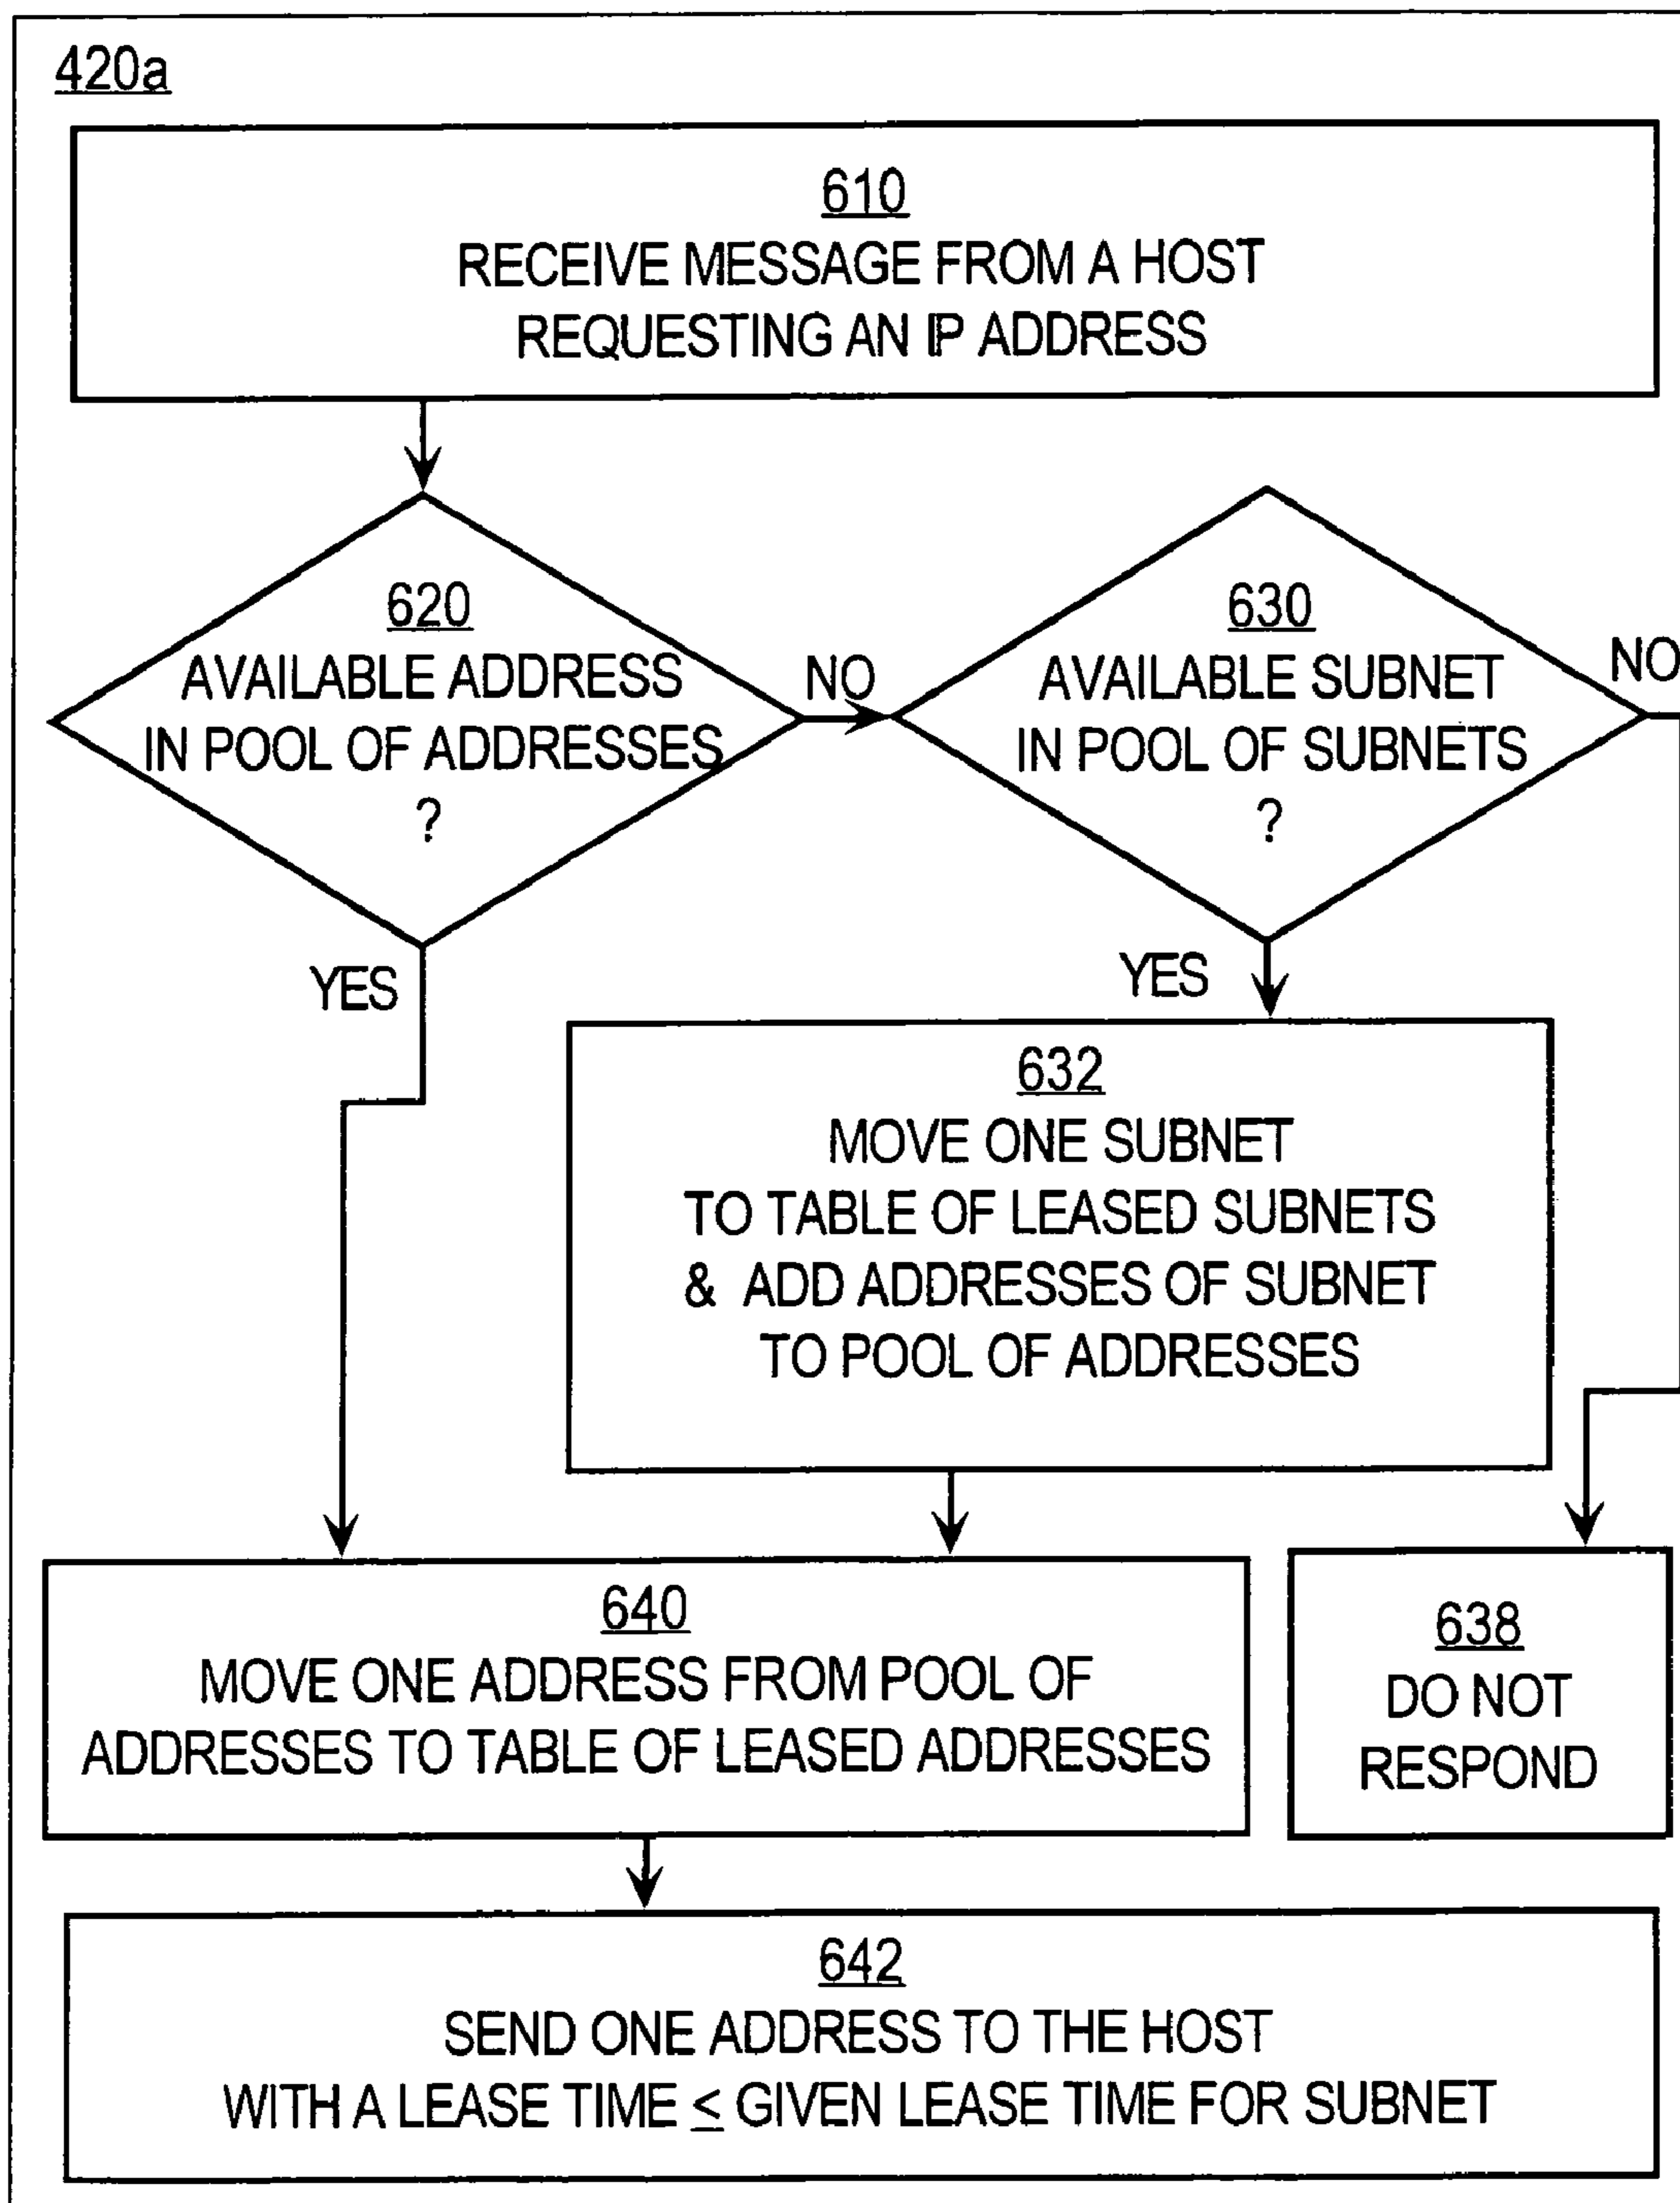 420a
610
RECEIVE MESSAGE FROM A HOST
REQUESTING AN IP ADDRESS
620
AVAILABLE ADDRESS
IN POOL OF ADDRESSES
?
NO
630
AVAILABLE SUBNET
IN POOL OF SUBNETS
?
NO
YES
YES
632
MOVE ONE SUBNET
TO TABLE OF LEASED SUBNETS
& ADD ADDRESSES OF SUBNET
TO POOL OF ADDRESSES
640
MOVE ONE ADDRESS FROM POOL OF
ADDRESSES TO TABLE OF LEASED ADDRESSES
638
DO NOT
RESPOND
642
SEND ONE ADDRESS TO THE HOST
WITH A LEASE TIME ≤ GIVEN LEASE TIME FOR SUBNET